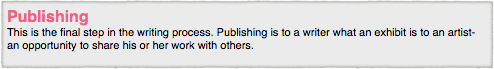 Publishing
This is the final step in the writing process. Publishing is to a writer what an exhibit is to an artist-
an opportunity to share his or her work with others.